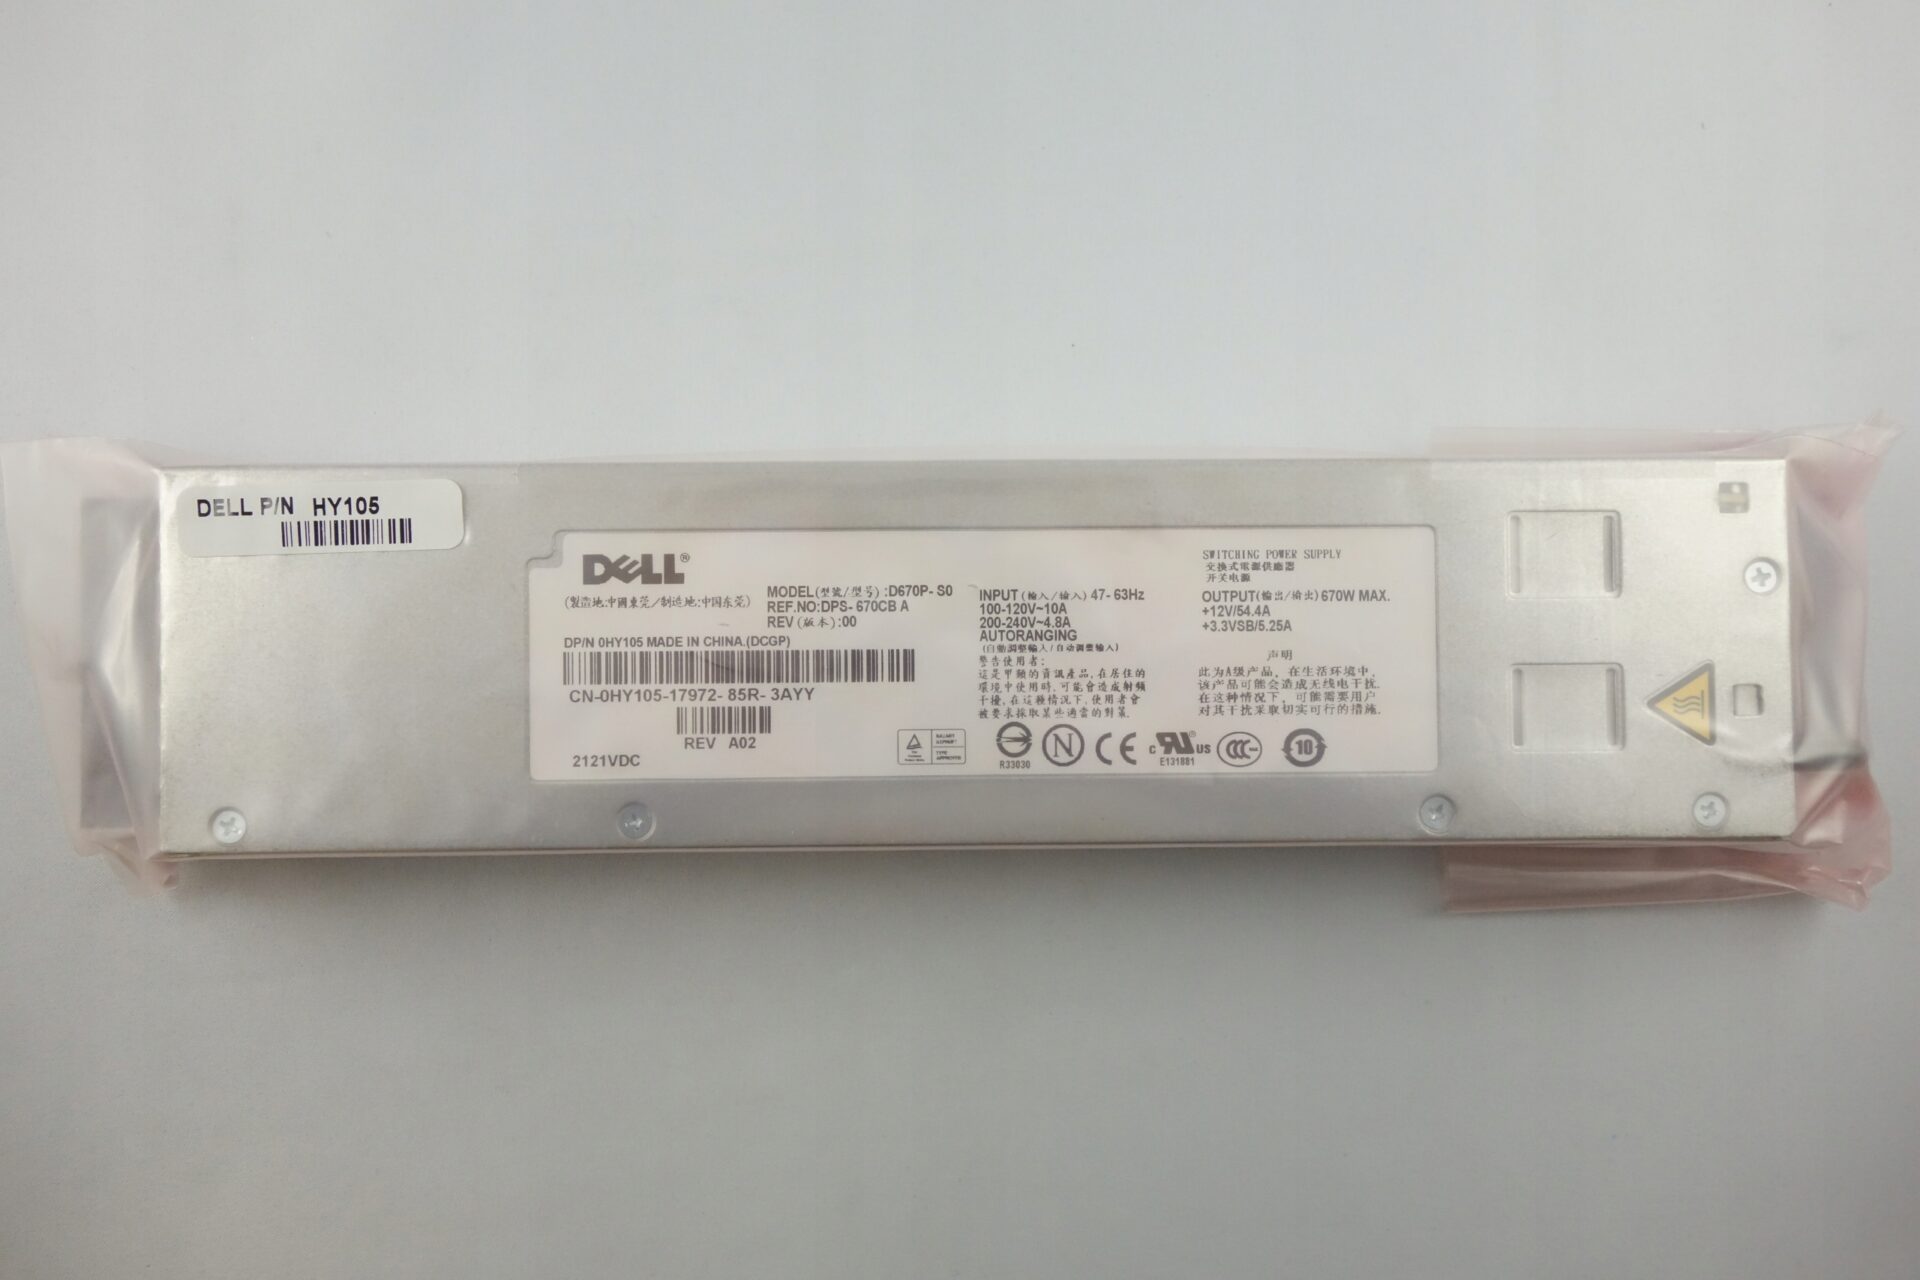 DELL P/N HY105
DELL®
(製造地:中國東莞/制造地:中国东莞)
MODEL(型號/型号):D670P-S0
REF.NO:DPS-670CB A
REV(版本):00
DP/N 0HY105 MADE IN CHINA.(DCGP)
CN-0HY105-17972-85R-3AYY
REV A02
2121VDC
INPUT(輸入/输入) 47-63Hz
100-120V~10A
200-240V~4.8A
AUTORANGING
(自動調整輸入/自动调整输入)
警告使用者:
這是甲類的資訊產品,在居住的
環境中使用時,可能會造成射頻
干擾,在這種情況下,使用者會
被要求採取某些適當的對策.
SWITCHING POWER SUPPLY
交換式電源供應器
开关电源
OUTPUT(輸出/输出)670W MAX.
+12V/54.4A
+3.3VSB/5.25A
声明
此为A级产品, 在生活环境中,
该产品可能会造成无线电干扰.
在这种情况下, 可能需要用户
对其干扰采取切实可行的措施.
TYPE
APPROVED
R33030
N
CE
c RU® US
E131881
CCC
10